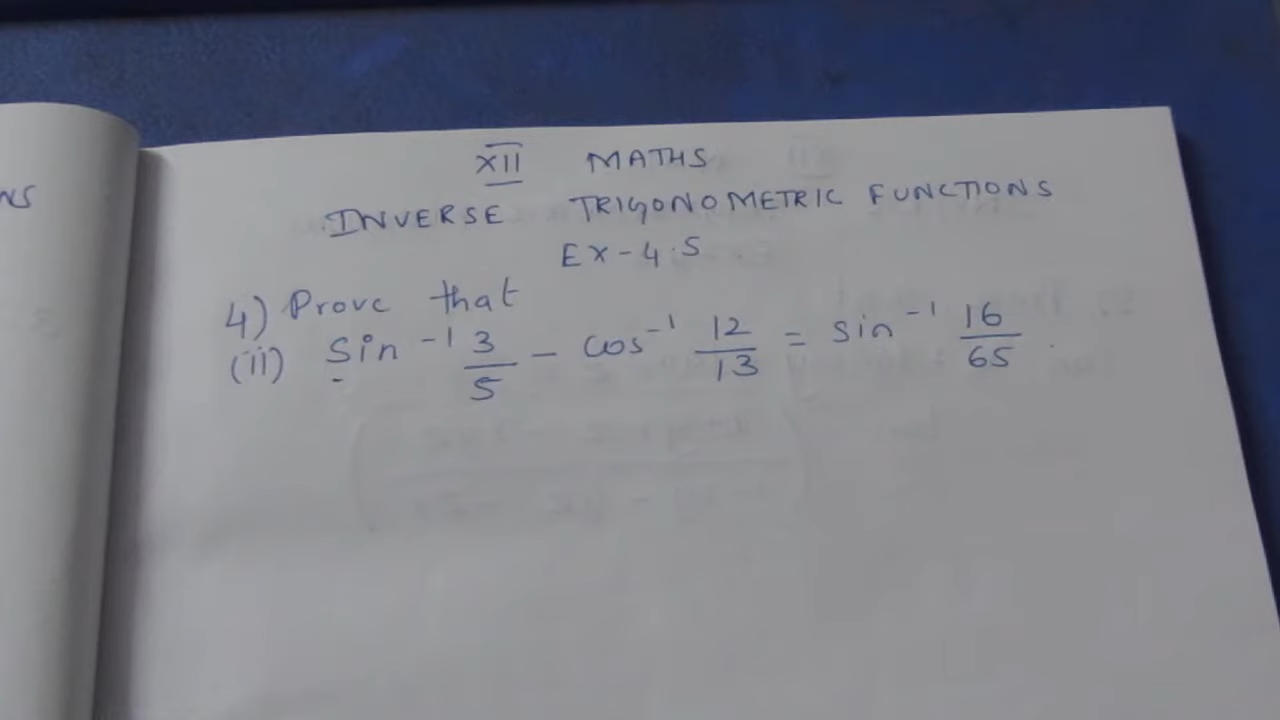 NS
XII MATHS
INVERSE TRIGONOMETRIC FUNCTIONS
EX-4.5
4) Prove that
(ii) Sin⁻¹ 3/5 - cos⁻¹ 12/13 = sin⁻¹ 16/65.